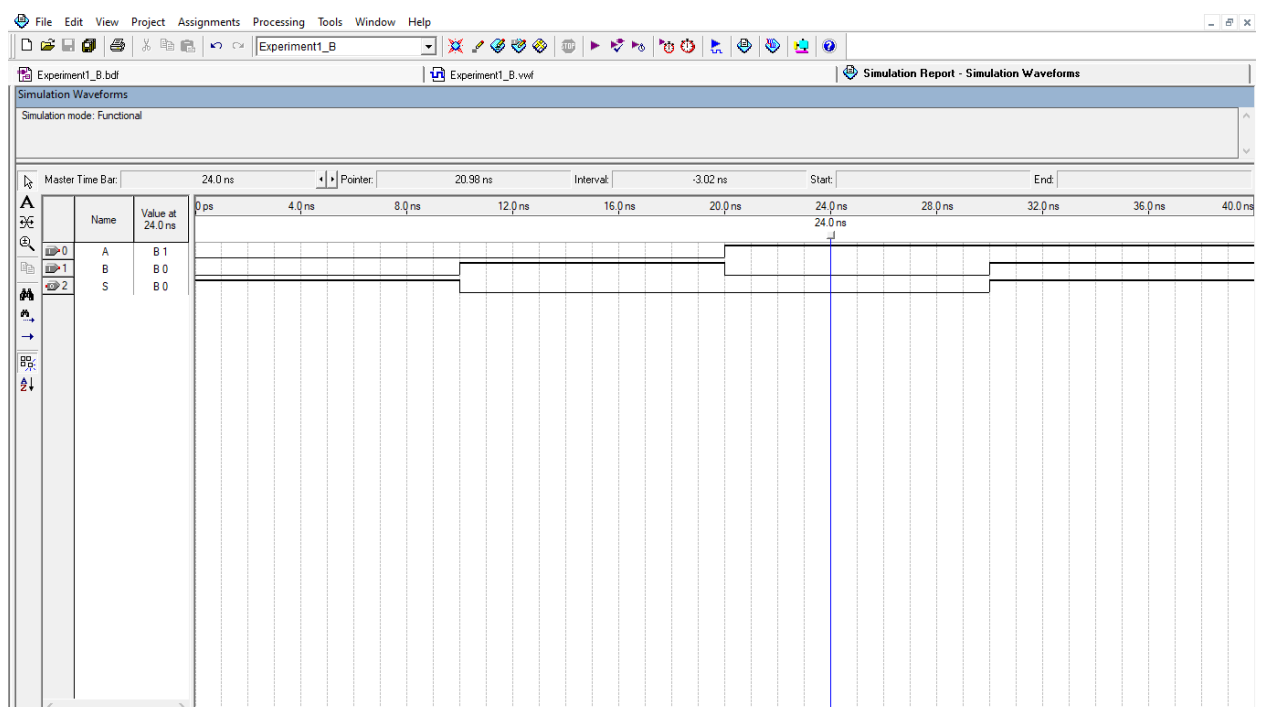 File Edit View Project Assignments Processing Tools Window Help
Experiment1_B
STOP
Experiment1_B.bdf Experiment1_B.vwf Simulation Report - Simulation Waveforms
Simulation Waveforms
Simulation mode: Functional
Master Time Bar: 24.0 ns Pointer: 20.98 ns Interval: -3.02 ns Start: End:
Name Value at 24.0 ns 0 ps 4.0 ns 8.0 ns 12.0 ns 16.0 ns 20.0 ns 24.0 ns 28.0 ns 32.0 ns 36.0 ns 40.0 ns
24.0 ns
0 A B 1
1 B B 0
2 S B 0